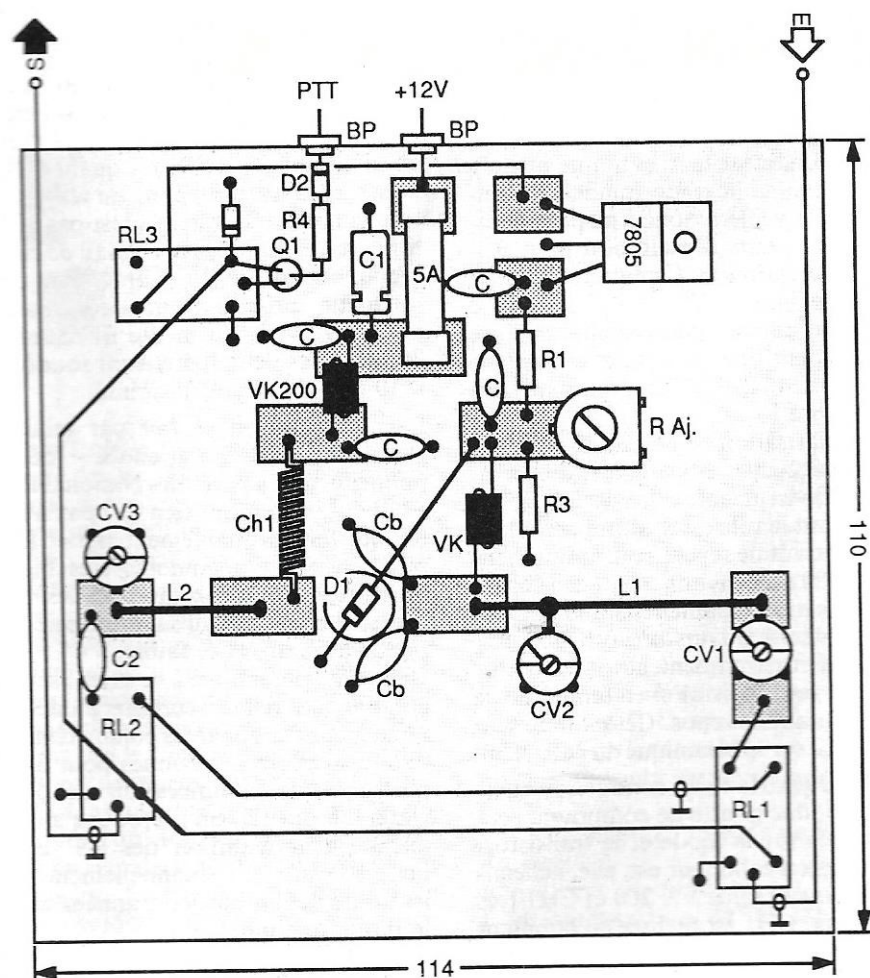 S
E
PTT
+12V
BP
BP
D2
R4
RL3
Q1
C1
5A
C
7805
C
R1
VK200
C
R Aj.
C
R3
CV3
Ch1
Cb
VK
110
D1
L2
L1
C2
Cb
CV2
CV1
RL2
RL1
114